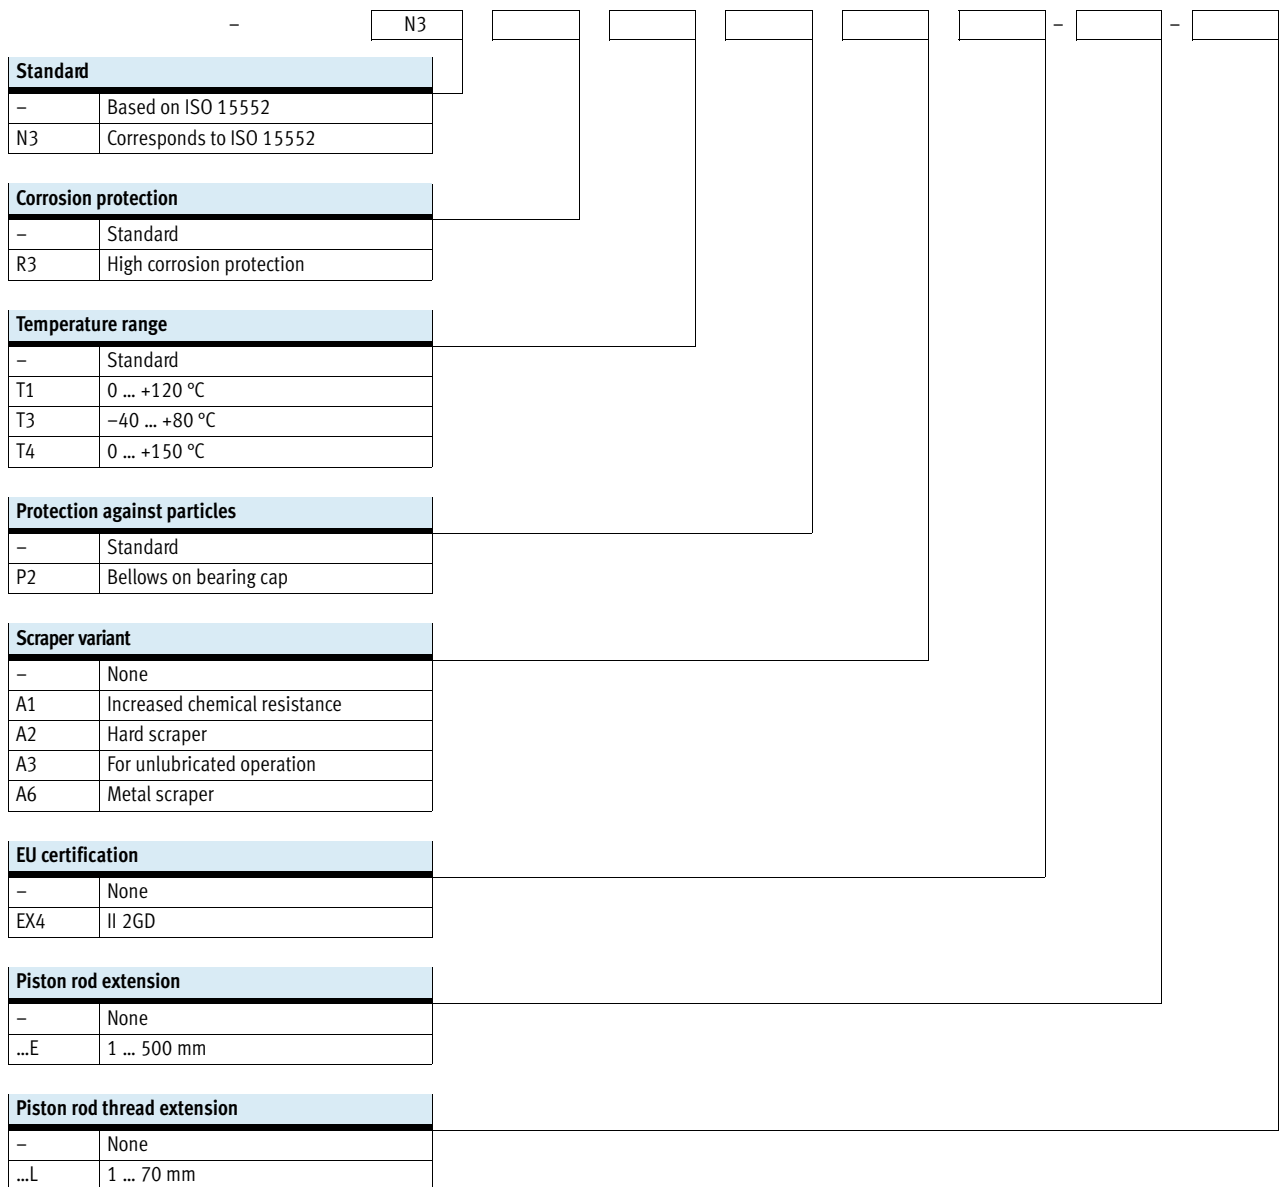 – N3 – –
Standard
– Based on ISO 15552
N3 Corresponds to ISO 15552
Corrosion protection
– Standard
R3 High corrosion protection
Temperature range
– Standard
T1 0 ... +120 °C
T3 –40 ... +80 °C
T4 0 ... +150 °C
Protection against particles
– Standard
P2 Bellows on bearing cap
Scraper variant
– None
A1 Increased chemical resistance
A2 Hard scraper
A3 For unlubricated operation
A6 Metal scraper
EU certification
– None
EX4 II 2GD
Piston rod extension
– None
...E 1 ... 500 mm
Piston rod thread extension
– None
...L 1 ... 70 mm